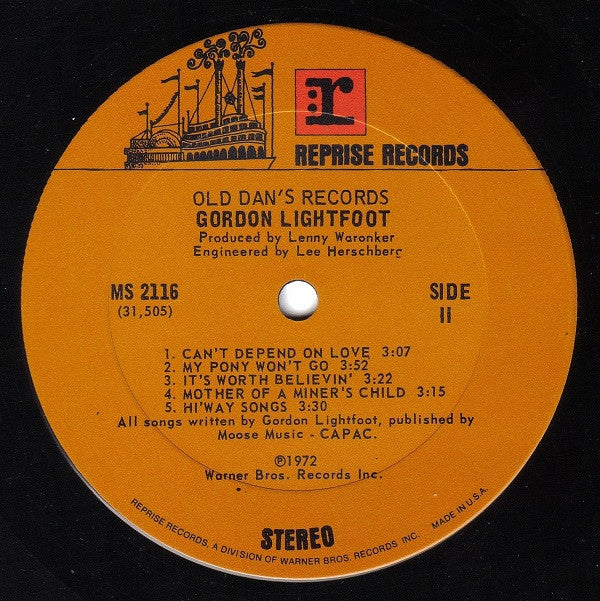 r
REPRISE RECORDS
OLD DAN'S RECORDS
GORDON LIGHTFOOT
Produced by Lenny Waronker
Engineered by Lee Herschberg
MS 2116
(31,505)
SIDE
II
1. CAN'T DEPEND ON LOVE 3:07
2. MY PONY WON'T GO 3:52
3. IT'S WORTH BELIEVIN' 3:22
4. MOTHER OF A MINER'S CHILD 3:15
5. HI'WAY SONGS 3:30
All songs written by Gordon Lightfoot, published by
Moose Music - CAPAC.
℗1972
Warner Bros. Records Inc.
STEREO
REPRISE RECORDS, A DIVISION OF WARNER BROS. RECORDS INC. MADE IN U.S.A.